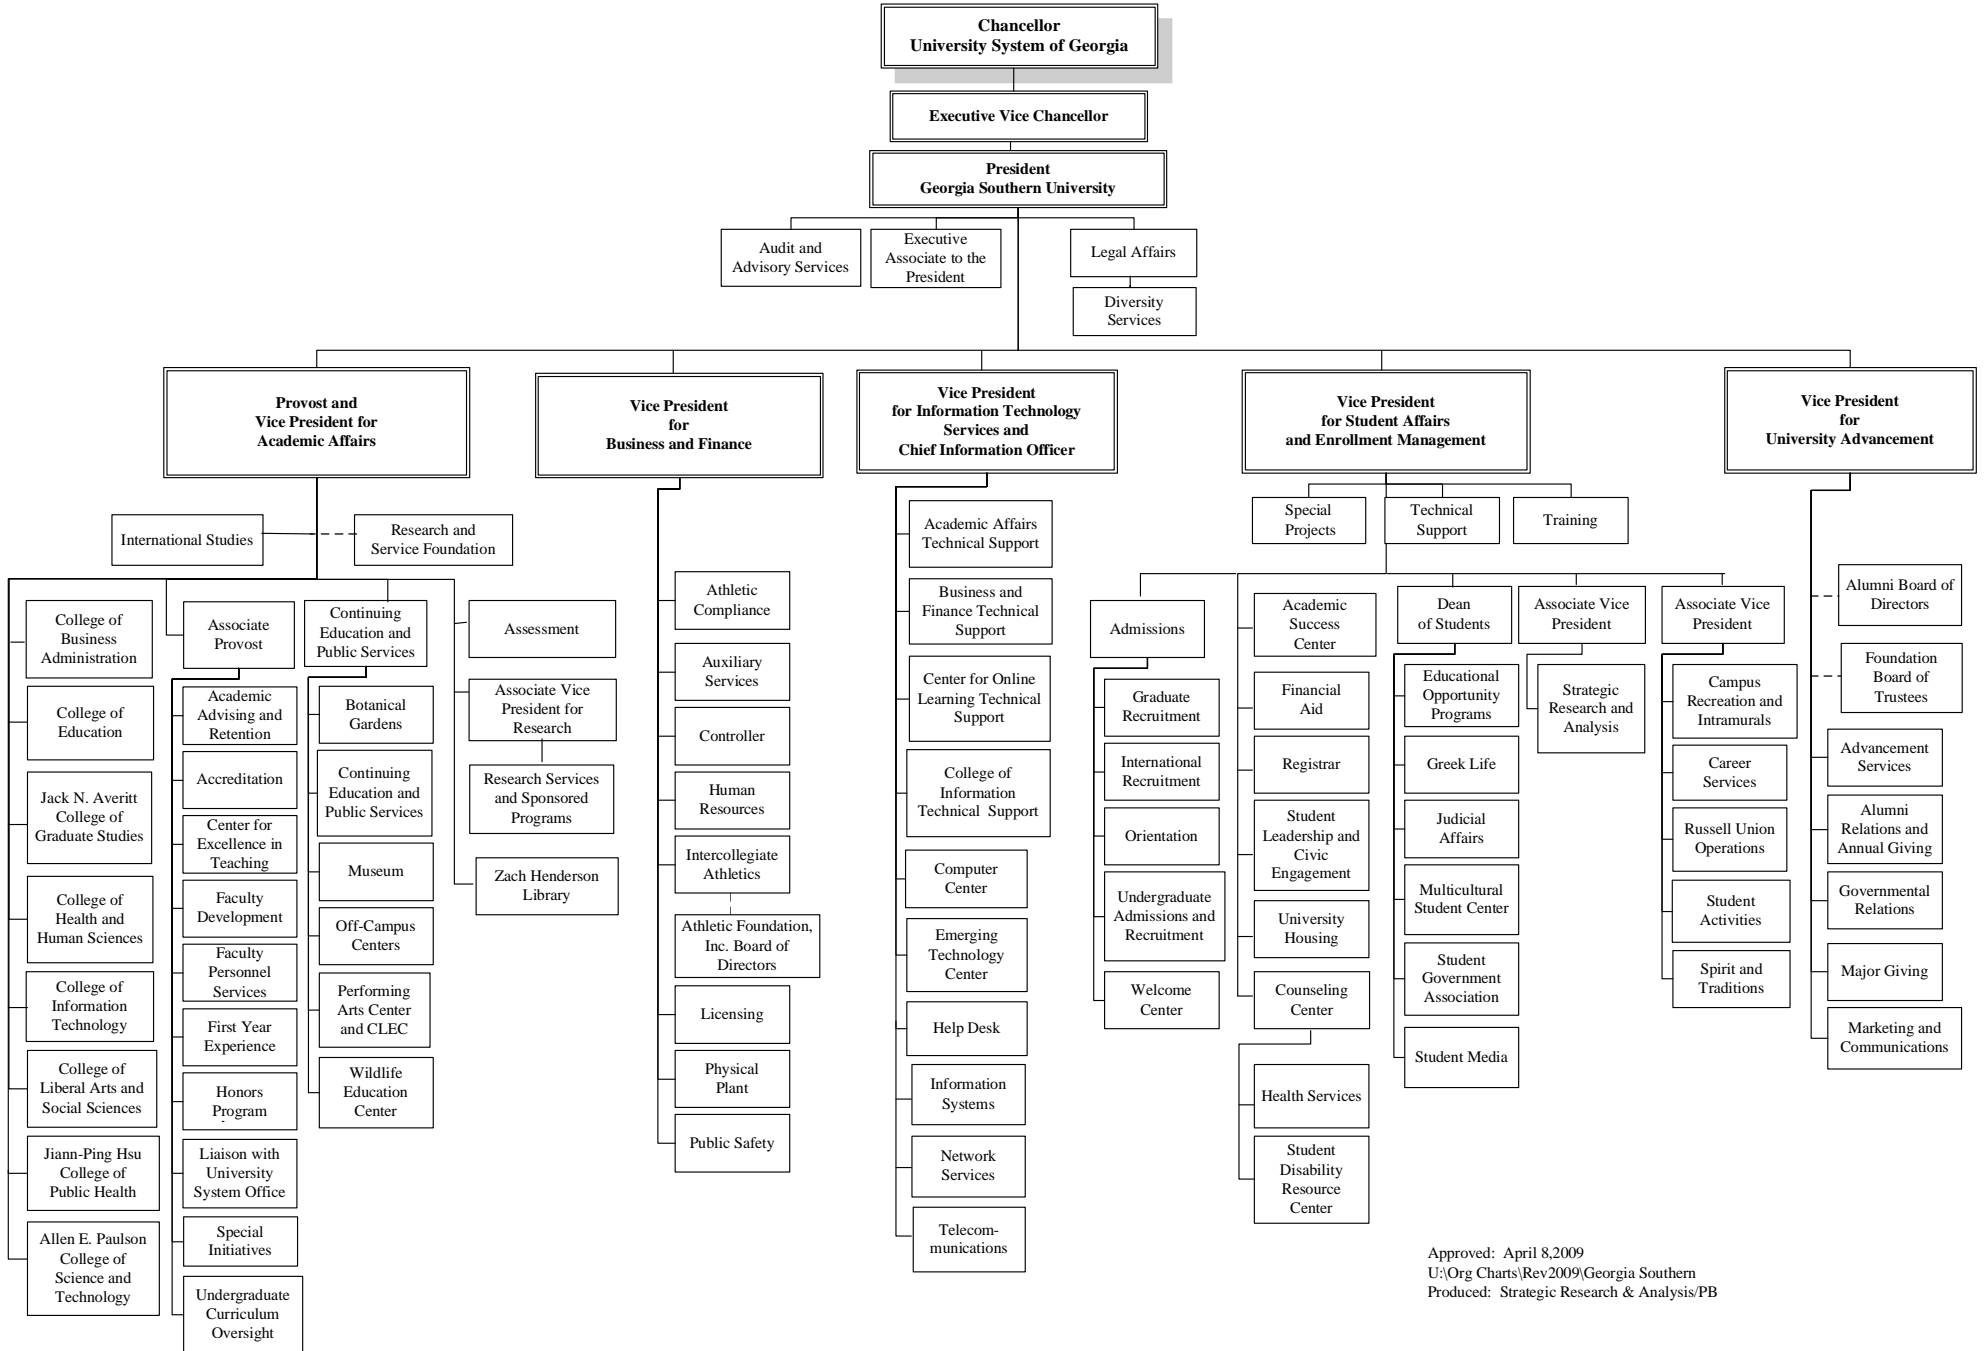 Chancellor
University System of Georgia
Executive Vice Chancellor
President
Georgia Southern University
Audit and
Advisory Services
Executive
Associate to the
President
Legal Affairs
Diversity
Services
Provost and
Vice President for
Academic Affairs
Vice President
for
Business and Finance
Vice President
for Information Technology
Services and
Chief Information Officer
Vice President
for Student Affairs
and Enrollment Management
Vice President
for
University Advancement
International Studies
Research and
Service Foundation
College of
Business
Administration
College of
Education
Jack N. Averitt
College of
Graduate Studies
College of
Health and
Human Sciences
College of
Information
Technology
College of
Liberal Arts and
Social Sciences
Jiann-Ping Hsu
College of
Public Health
Allen E. Paulson
College of
Science and
Technology
Associate
Provost
Academic
Advising and
Retention
Accreditation
Center for
Excellence in
Teaching
Faculty
Development
Faculty
Personnel
Services
First Year
Experience
Honors
Program
Liaison with
University
System Office
Special
Initiatives
Undergraduate
Curriculum
Oversight
Continuing
Education and
Public Services
Botanical
Gardens
Continuing
Education and
Public Services
Museum
Off-Campus
Centers
Performing
Arts Center
and CLEC
Wildlife
Education
Center
Assessment
Associate Vice
President for
Research
Research Services
and Sponsored
Programs
Zach Henderson
Library
Athletic
Compliance
Auxiliary
Services
Controller
Human
Resources
Intercollegiate
Athletics
Athletic Foundation,
Inc. Board of
Directors
Licensing
Physical
Plant
Public Safety
Academic Affairs
Technical Support
Business and
Finance Technical
Support
Center for Online
Learning Technical
Support
College of
Information
Technical  Support
Computer
Center
Emerging
Technology
Center
Help Desk
Information
Systems
Network
Services
Telecom-
munications
Special
Projects
Technical
Support
Training
Admissions
Graduate
Recruitment
International
Recruitment
Orientation
Undergraduate
Admissions and
Recruitment
Welcome
Center
Academic
Success
Center
Financial
Aid
Registrar
Student
Leadership and
Civic
Engagement
University
Housing
Counseling
Center
Health Services
Student
Disability
Resource
Center
Dean
of Students
Educational
Opportunity
Programs
Greek Life
Judicial
Affairs
Multicultural
Student Center
Student
Government
Association
Student Media
Associate Vice
President
Strategic
Research and
Analysis
Associate Vice
President
Campus
Recreation and
Intramurals
Career
Services
Russell Union
Operations
Student
Activities
Spirit and
Traditions
Alumni Board of
Directors
Foundation
Board of
Trustees
Advancement
Services
Alumni
Relations and
Annual Giving
Governmental
Relations
Major Giving
Marketing and
Communications
Approved:  April 8,2009
U:\Org Charts\Rev2009\Georgia Southern
Produced:  Strategic Research & Analysis/PB